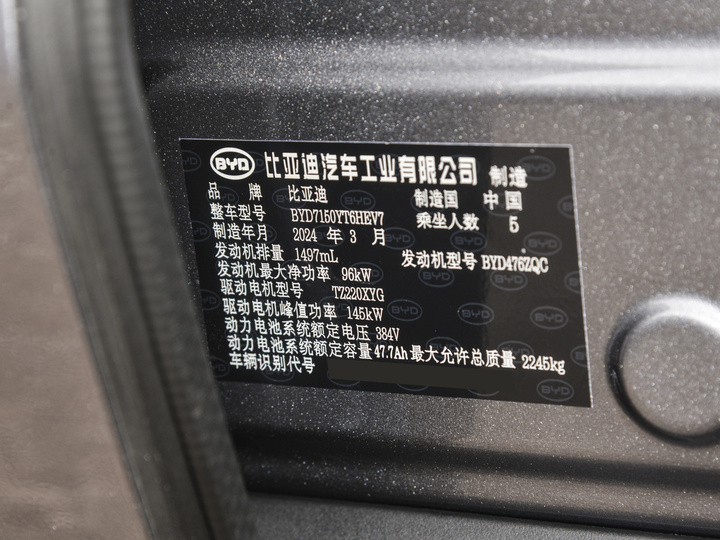 BYD 比亚迪汽车工业有限公司 制造
品牌 比亚迪 制造国 中国
整车型号 BYD7150YT6HEV7 乘坐人数 5
制造年月 2024 年 3 月
发动机排量 1497mL 发动机型号 BYD476ZQC
发动机最大净功率 96kW
驱动电机型号 TZ220XYG
驱动电机峰值功率 145kW
动力电池系统额定电压 384V
动力电池系统额定容量 47.7Ah 最大允许总质量 2245kg
车辆识别代号